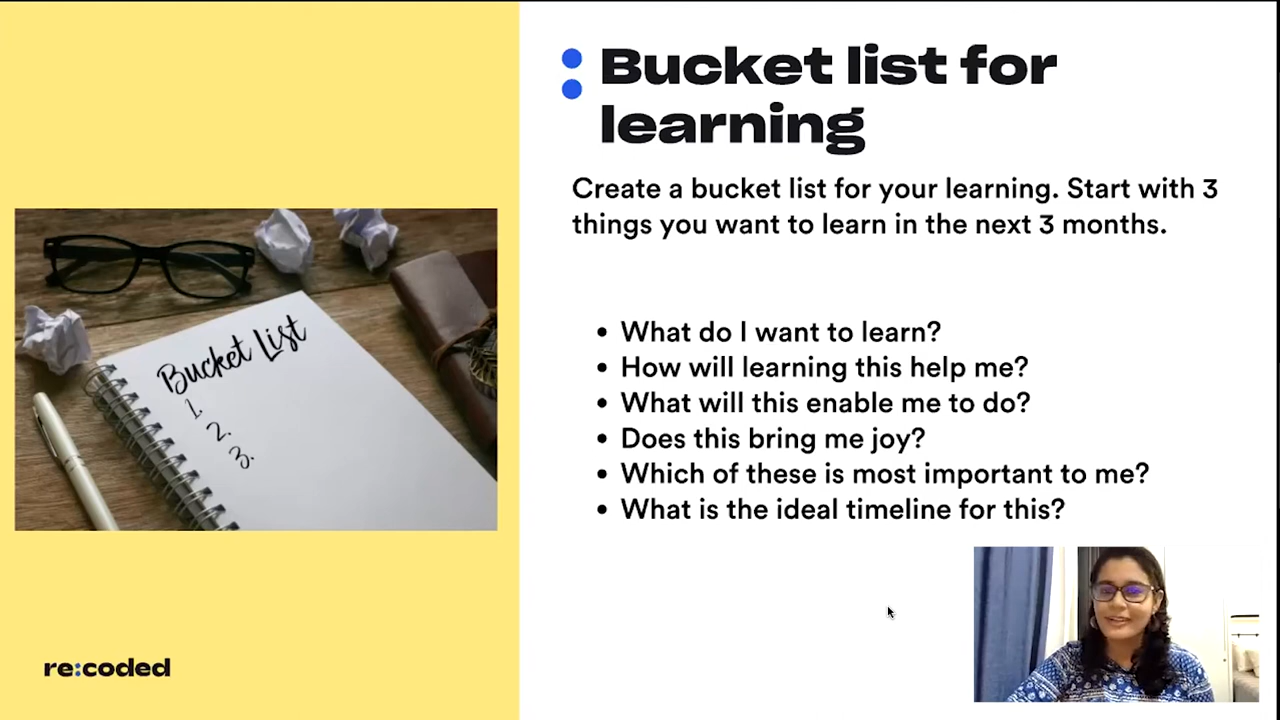 Bucket list for
learning
Create a bucket list for your learning. Start with 3
things you want to learn in the next 3 months.
• What do I want to learn?
• How will learning this help me?
• What will this enable me to do?
• Does this bring me joy?
• Which of these is most important to me?
• What is the ideal timeline for this?
Bucket List
1.
2.
3.
re:coded